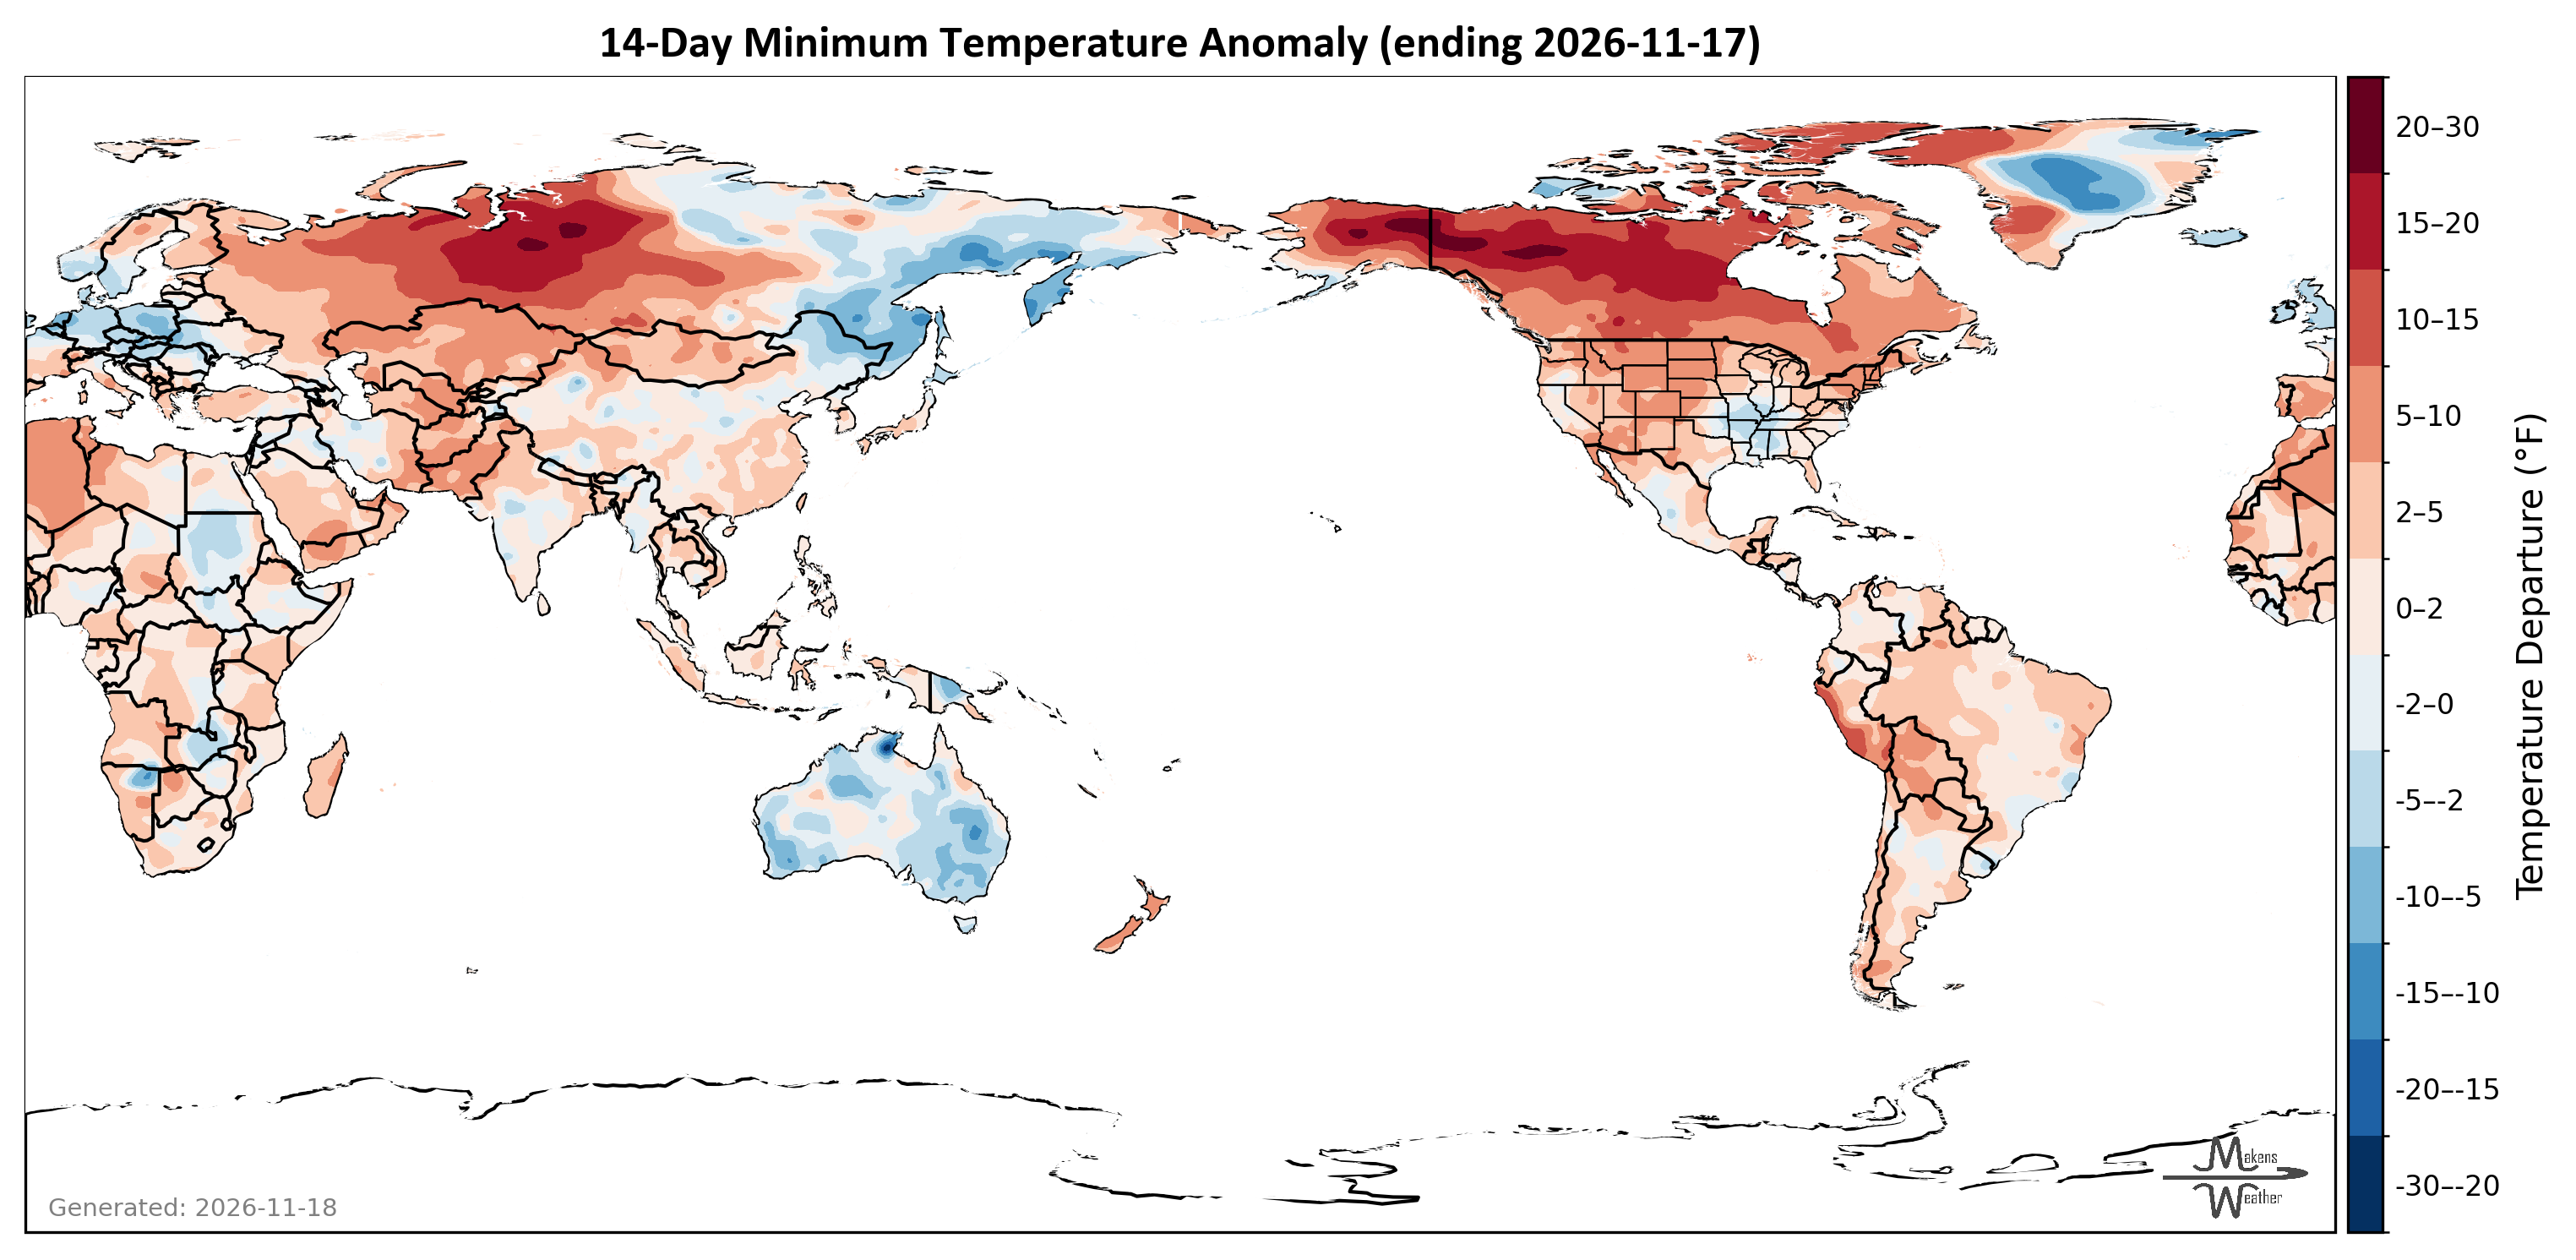 14-Day Minimum Temperature Anomaly (ending 2026-11-17)
20–30
15–20
10–15
5–10
2–5
0–2
-2–0
-5–-2
-10–-5
-15–-10
-20–-15
-30–-20
Temperature Departure (°F)
Makens
Weather
Generated: 2026-11-18